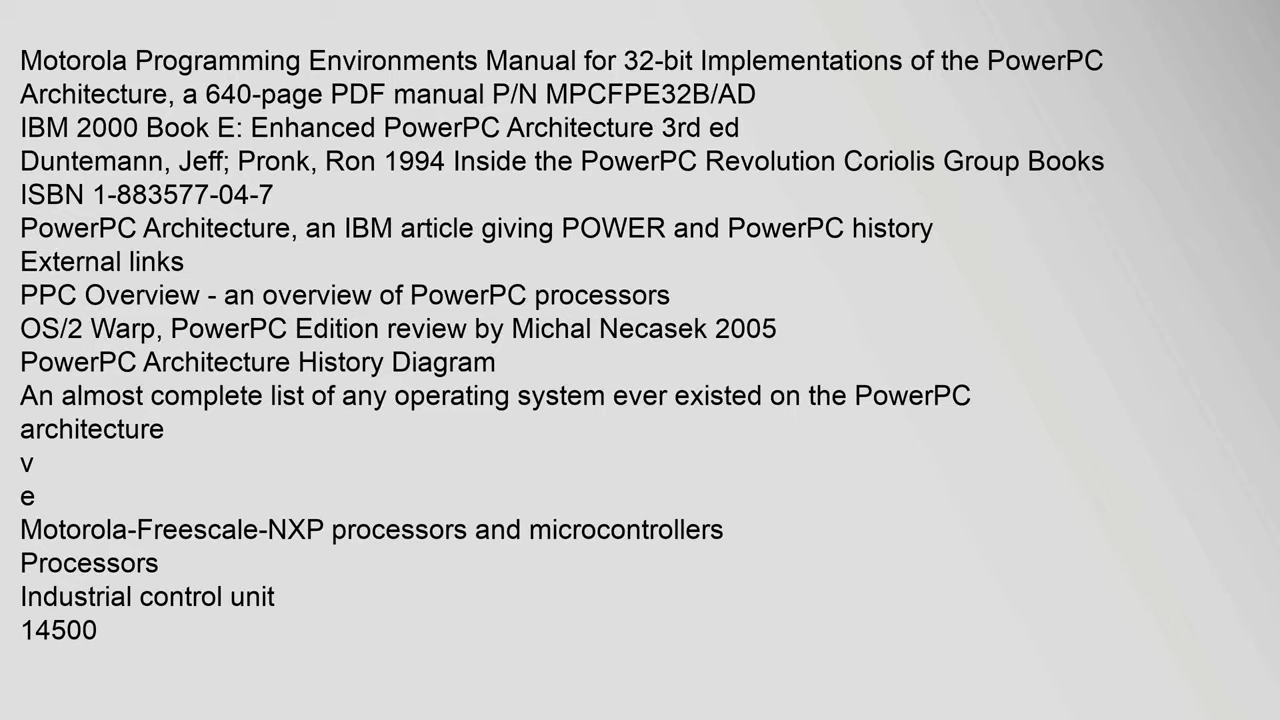 Motorola Programming Environments Manual for 32-bit Implementations of the PowerPC
Architecture, a 640-page PDF manual P/N MPCFPE32B/AD
IBM 2000 Book E: Enhanced PowerPC Architecture 3rd ed
Duntemann, Jeff; Pronk, Ron 1994 Inside the PowerPC Revolution Coriolis Group Books
ISBN 1-883577-04-7
PowerPC Architecture, an IBM article giving POWER and PowerPC history
External links
PPC Overview - an overview of PowerPC processors
OS/2 Warp, PowerPC Edition review by Michal Necasek 2005
PowerPC Architecture History Diagram
An almost complete list of any operating system ever existed on the PowerPC
architecture
v
e
Motorola-Freescale-NXP processors and microcontrollers
Processors
Industrial control unit
14500